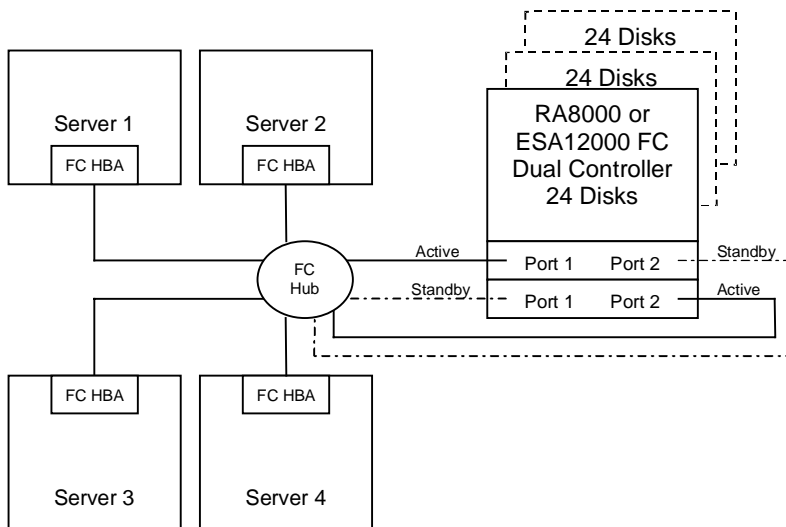 24 Disks
24 Disks
Server 1
FC HBA
Server 2
FC HBA
RA8000 or
ESA12000 FC
Dual Controller
24 Disks
FC
Hub
Active
Port 1 Port 2
Standby
Standby
Port 1 Port 2
Active
FC HBA
Server 3
FC HBA
Server 4